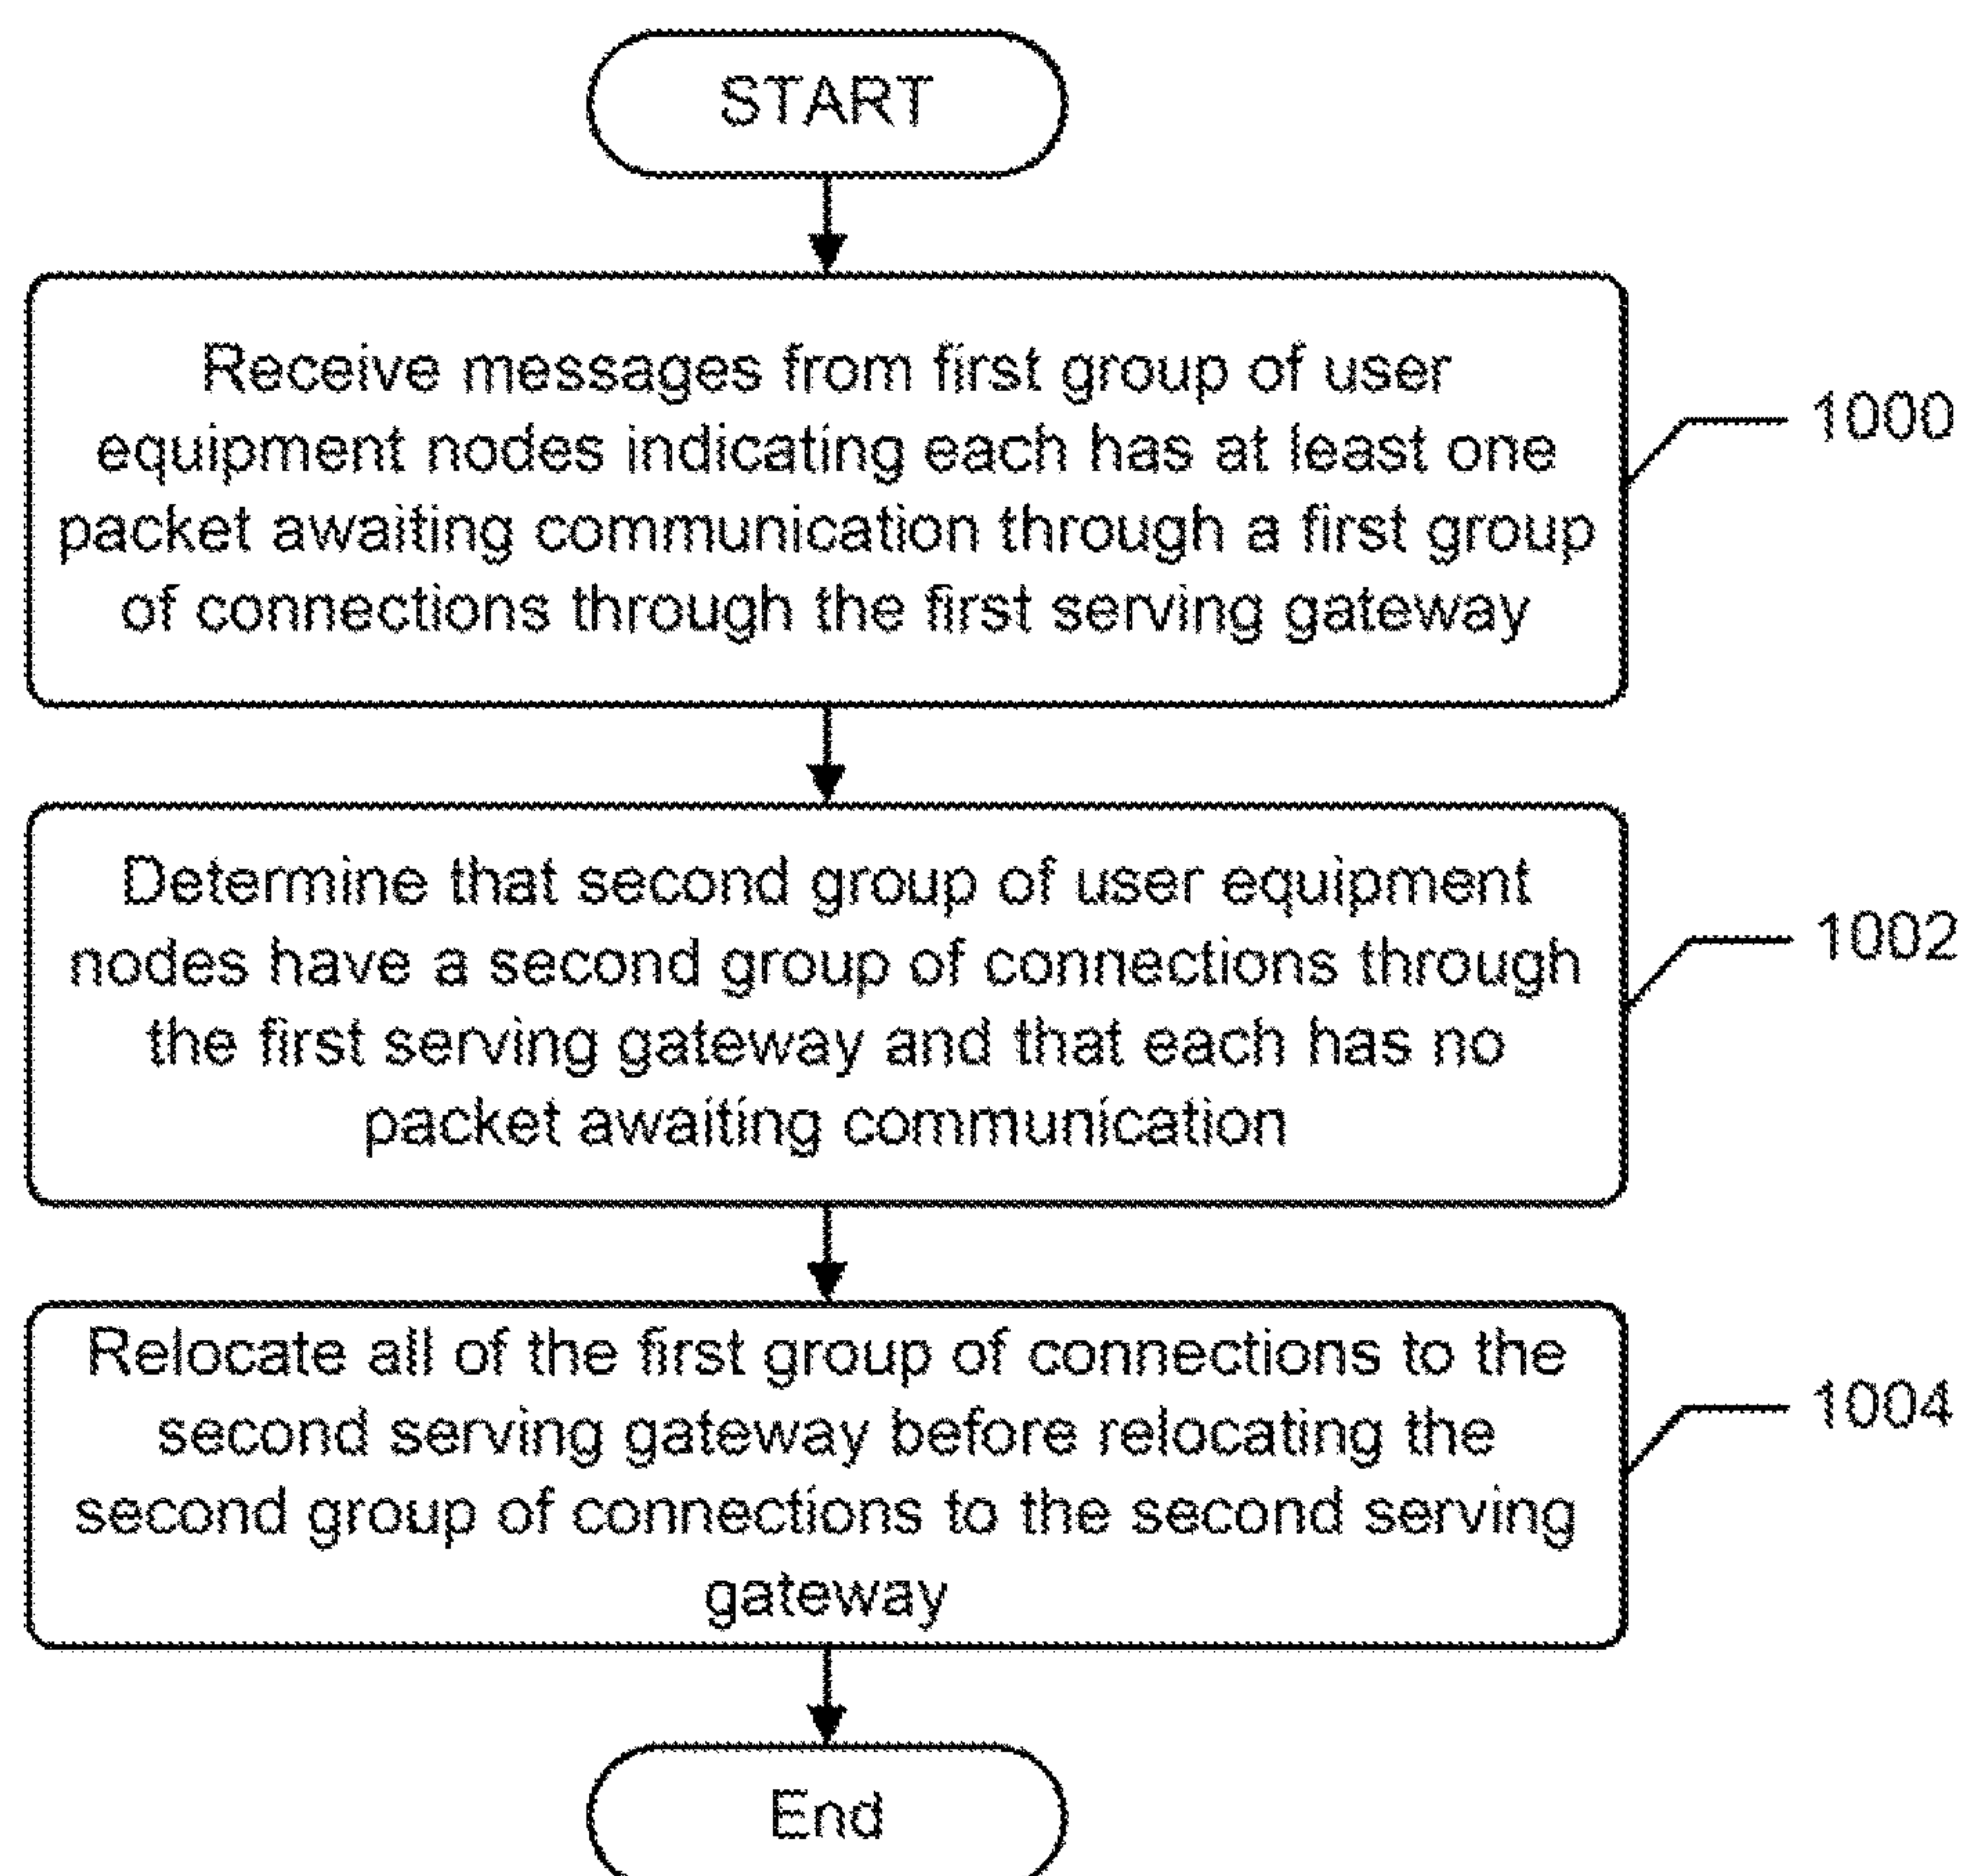 START
Receive messages from first group of user
equipment nodes indicating each has at least one
packet awaiting communication through a first group
of connections through the first serving gateway
1000
Determine that second group of user equipment
nodes have a second group of connections through
the first serving gateway and that each has no
packet awaiting communication
1002
Relocate all of the first group of connections to the
second serving gateway before relocating the
second group of connections to the second serving
gateway
1004
End